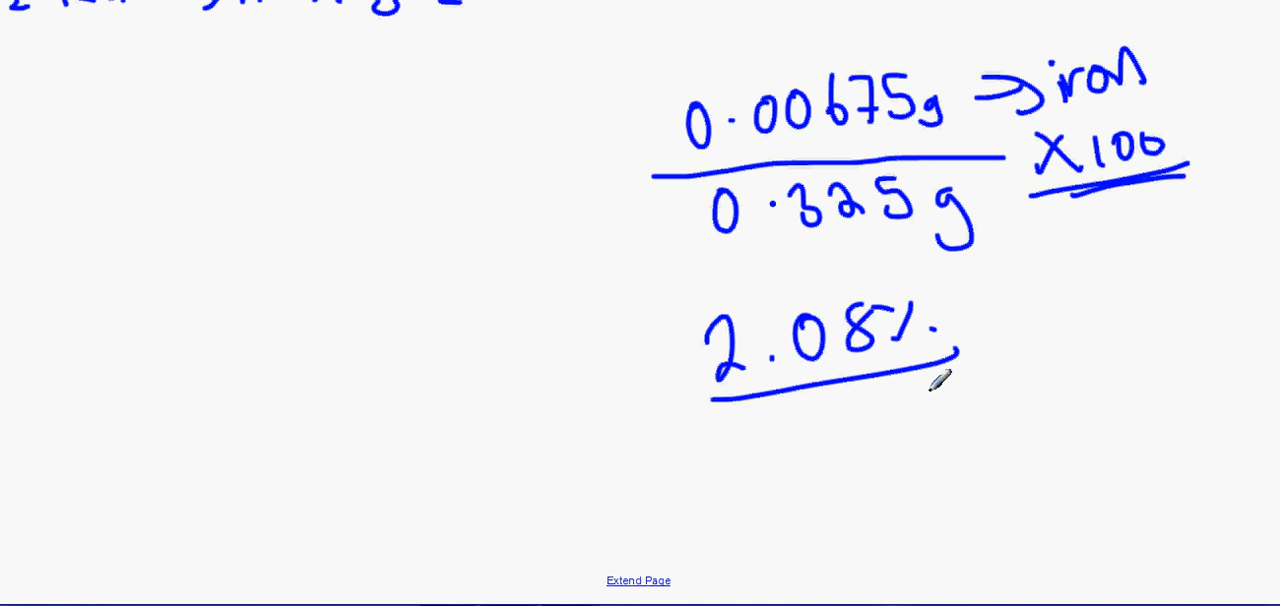 0.00675g → iron
x 100
0.325g
2.08%.
Extend Page